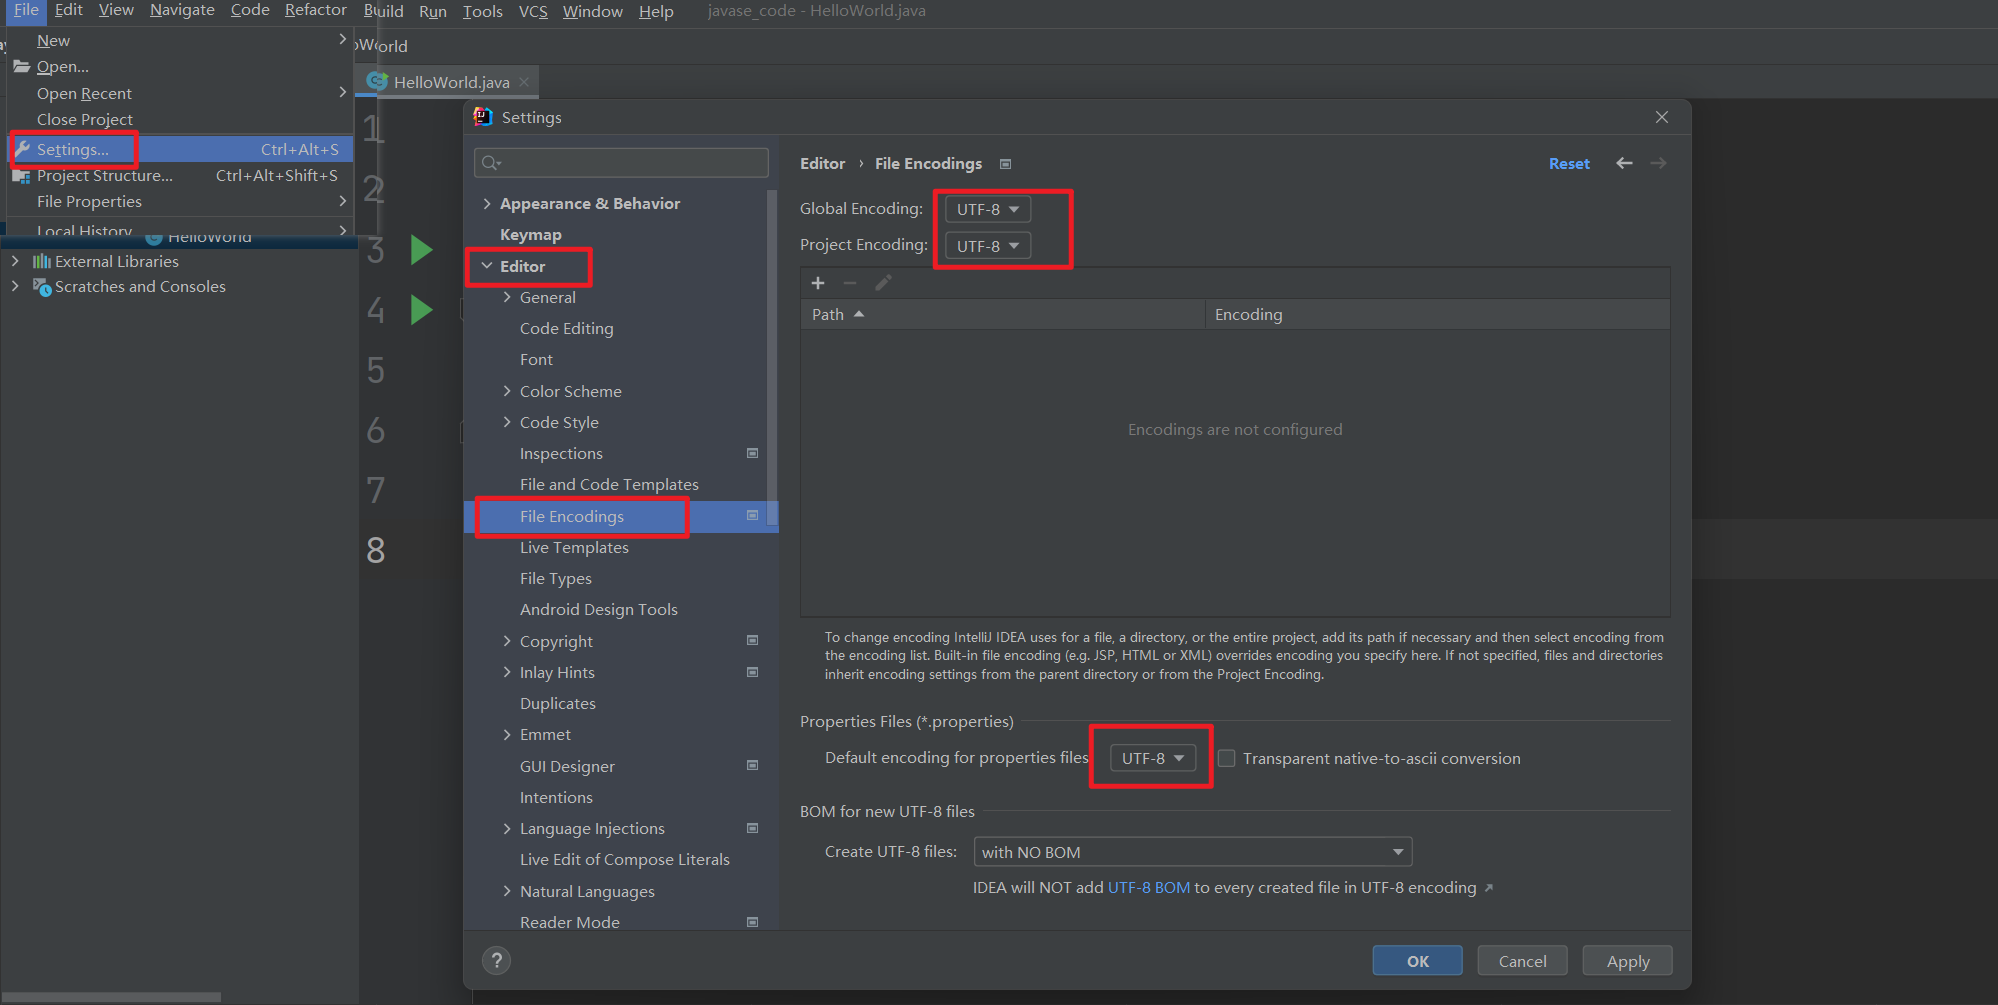 File Edit View Navigate Code Refactor Build Run Tools VCS Window Help javase_code - HelloWorld.java
New
Open...
Open Recent
Close Project
Settings... Ctrl+Alt+S
Project Structure... Ctrl+Alt+Shift+S
File Properties
Local History
HelloWorld
External Libraries
Scratches and Consoles
oWorld
HelloWorld.java
1
2
3
4
5
6
7
8
Settings
Appearance & Behavior
Keymap
Editor
General
Code Editing
Font
Color Scheme
Code Style
Inspections
File and Code Templates
File Encodings
Live Templates
File Types
Android Design Tools
Copyright
Inlay Hints
Duplicates
Emmet
GUI Designer
Intentions
Language Injections
Live Edit of Compose Literals
Natural Languages
Reader Mode
Editor › File Encodings Reset
Global Encoding: UTF-8
Project Encoding: UTF-8
Path Encoding
Encodings are not configured
To change encoding IntelliJ IDEA uses for a file, a directory, or the entire project, add its path if necessary and then select encoding from
the encoding list. Built-in file encoding (e.g. JSP, HTML or XML) overrides encoding you specify here. If not specified, files and directories
inherit encoding settings from the parent directory or from the Project Encoding.
Properties Files (*.properties)
Default encoding for properties files UTF-8 Transparent native-to-ascii conversion
BOM for new UTF-8 files
Create UTF-8 files: with NO BOM
IDEA will NOT add UTF-8 BOM to every created file in UTF-8 encoding
? OK Cancel Apply